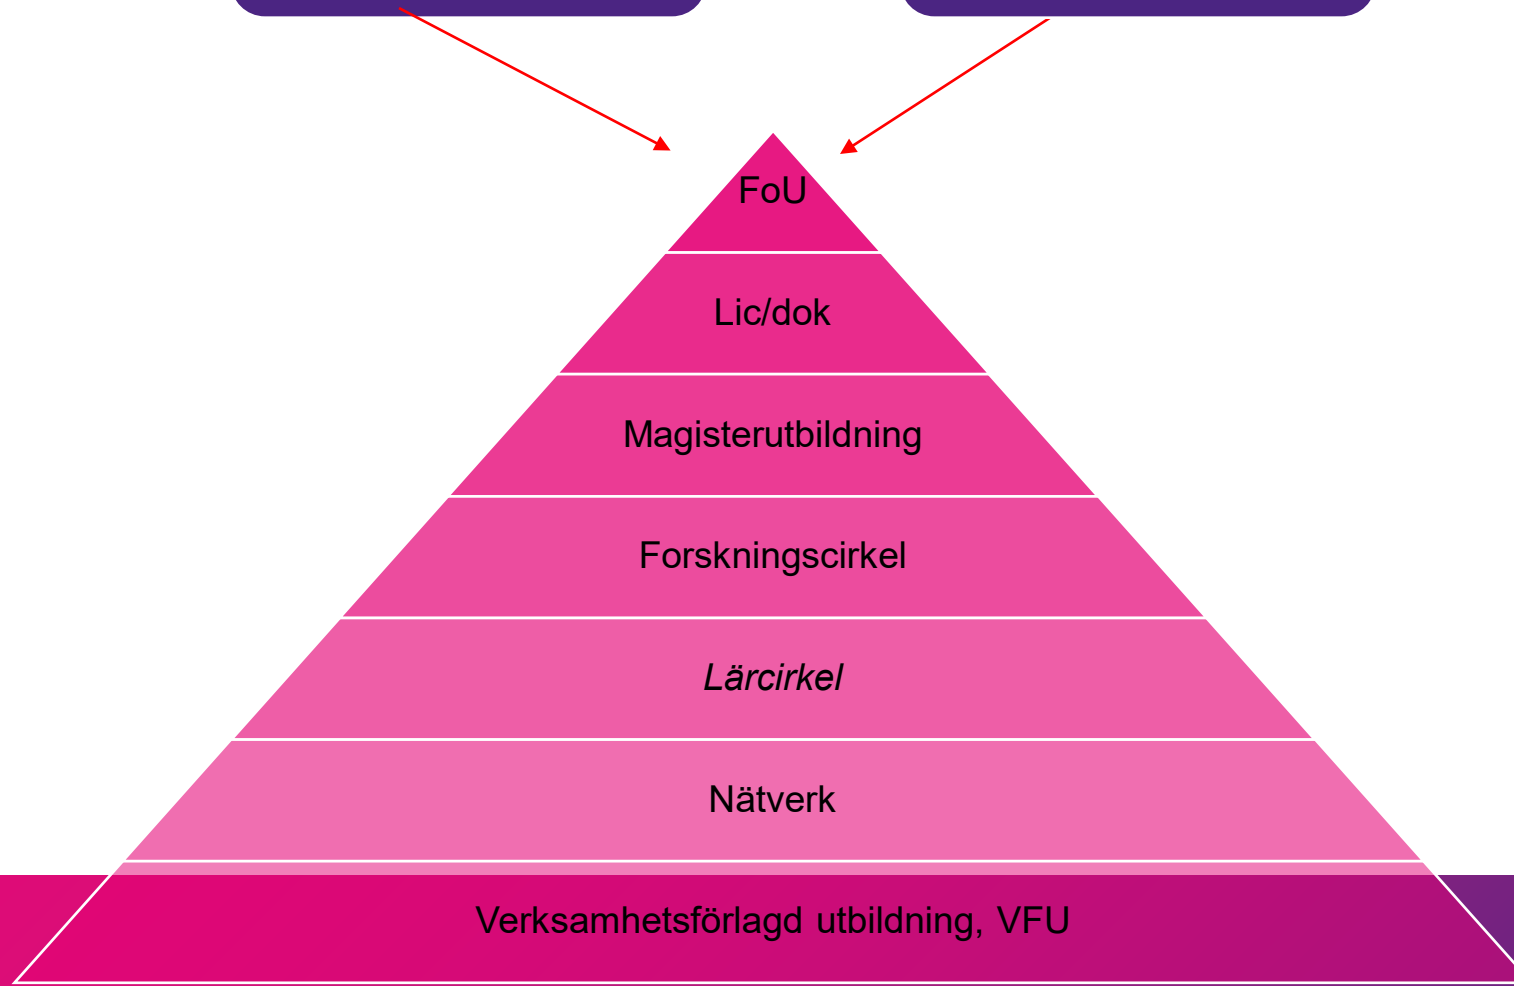 FoU
Lic/dok
Magisterutbildning
Forskningscirkel
Lärcirkel
Nätverk
Verksamhetsförlagd utbildning, VFU